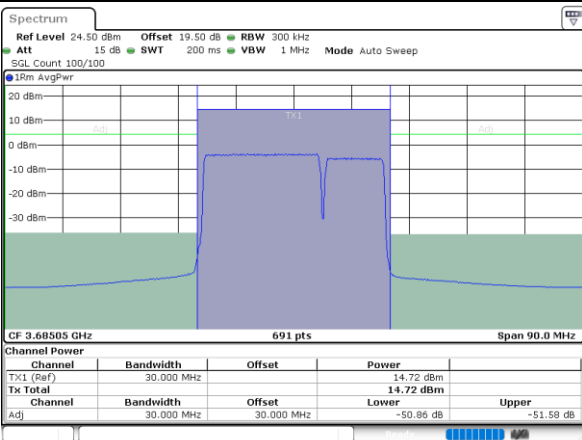 Spectrum
Ref Level 24.50 dBm Offset 19.50 dB RBW 300 kHz
Att 15 dB SWT 200 ms VBW 1 MHz Mode Auto Sweep
SGL Count 100/100
1Rm AvgPwr
20 dBm
TX1
10 dBm
Adj Adj
0 dBm
-10 dBm
-20 dBm
-30 dBm
CF 3.68505 GHz 691 pts Span 90.0 MHz
Channel Power
Channel Bandwidth Offset Power
TX1 (Ref) 30.000 MHz 14.72 dBm
Tx Total 14.72 dBm
Channel Bandwidth Offset Lower Upper
Adj 30.000 MHz 30.000 MHz -50.86 dB -51.58 dB